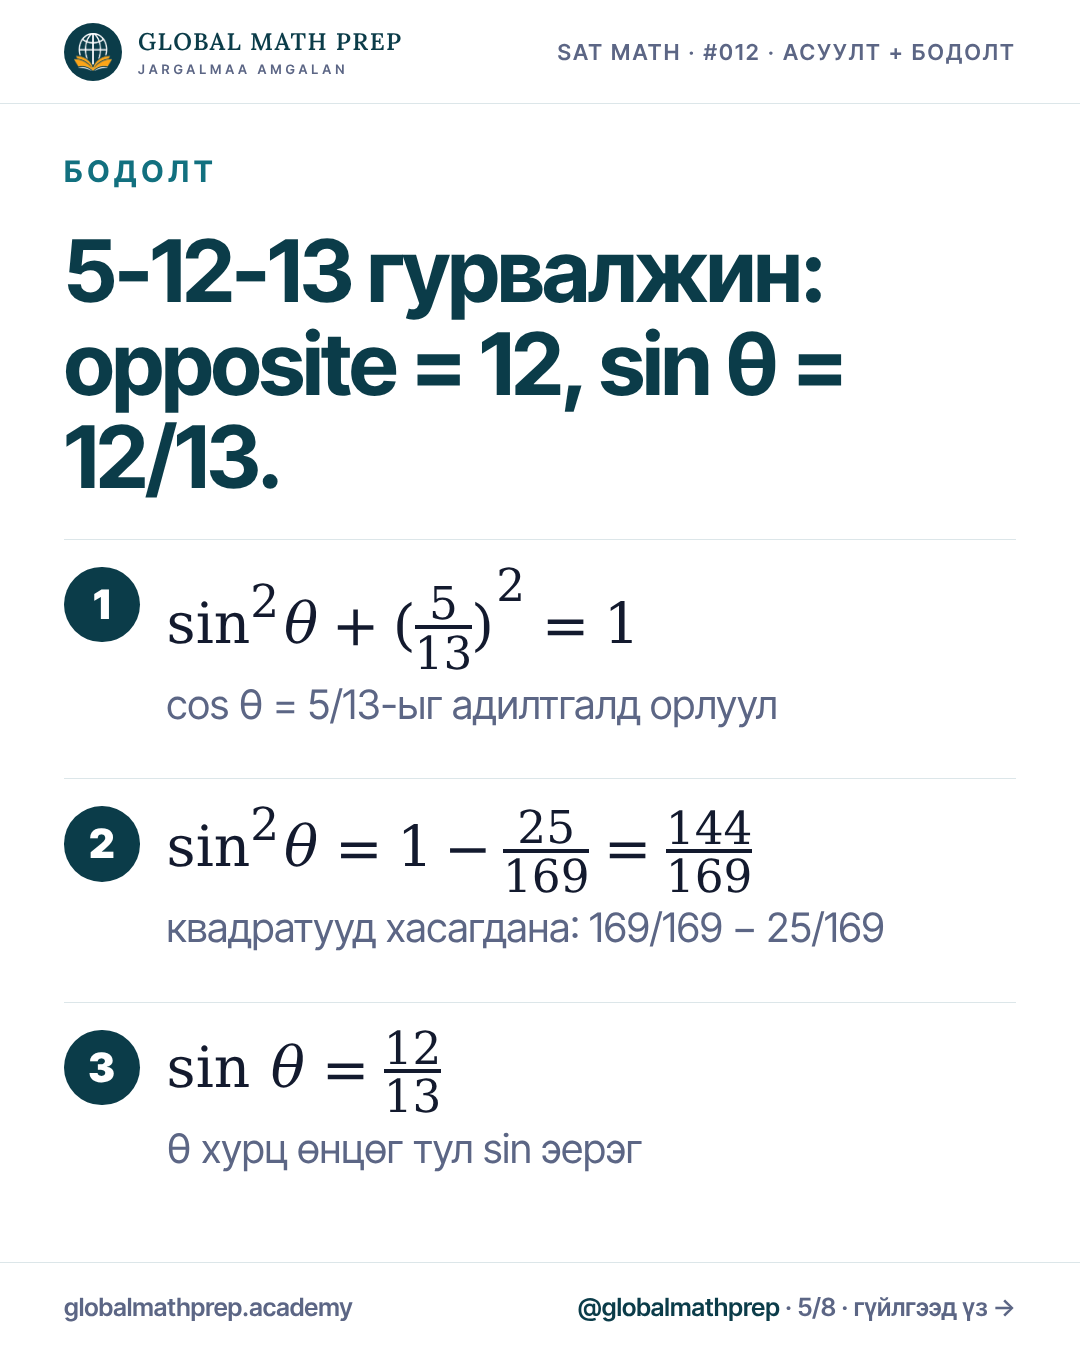 GLOBAL MATH PREP
JARGALMAA AMGALAN
SAT MATH · #012 · АСУУЛТ + БОДОЛТ
БОДОЛТ
5-12-13 гурвалжин:
opposite = 12, sin θ =
12/13.
1
sin²θ + (5/13)² = 1
cos θ = 5/13-ыг адилтгалд орлуул
2
sin²θ = 1 − 25/169 = 144/169
квадратууд хасагдана: 169/169 − 25/169
3
sin θ = 12/13
θ хурц өнцөг тул sin эерэг
globalmathprep.academy
@globalmathprep · 5/8 · гүйлгээд үз →